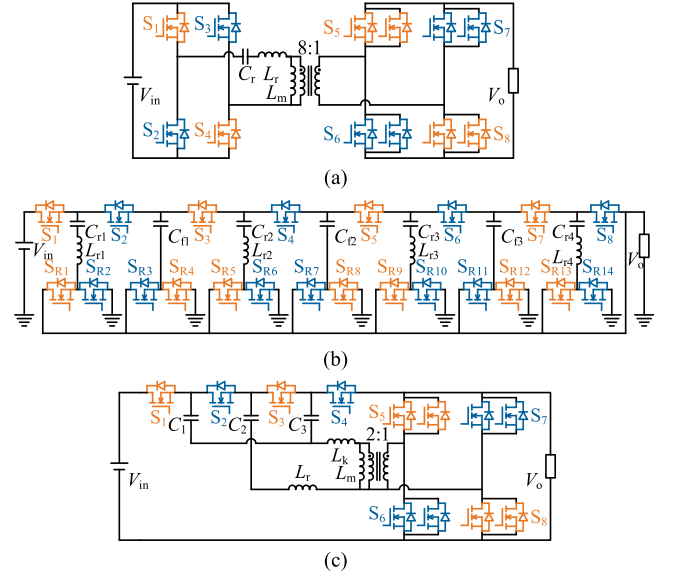 S1 S3 S5 S7
8:1
Cr Lr
Lm
Vin Vo
S2 S4 S6 S8
(a)
S1 S2 S3 S4 S5 S6 S7 S8
Cr1 Cf1 Cr2 Cf2 Cr3 Cf3 Cr4
Vin Lr1 Lr2 Lr3 Lr4 Vo
SR1 SR2 SR3 SR4 SR5 SR6 SR7 SR8 SR9 SR10 SR11 SR12 SR13 SR14
(b)
S1 S2 S3 S4 S5 S7
C1 C2 C3
2:1
Lk
Lm
Vin Lr Vo
S6 S8
(c)